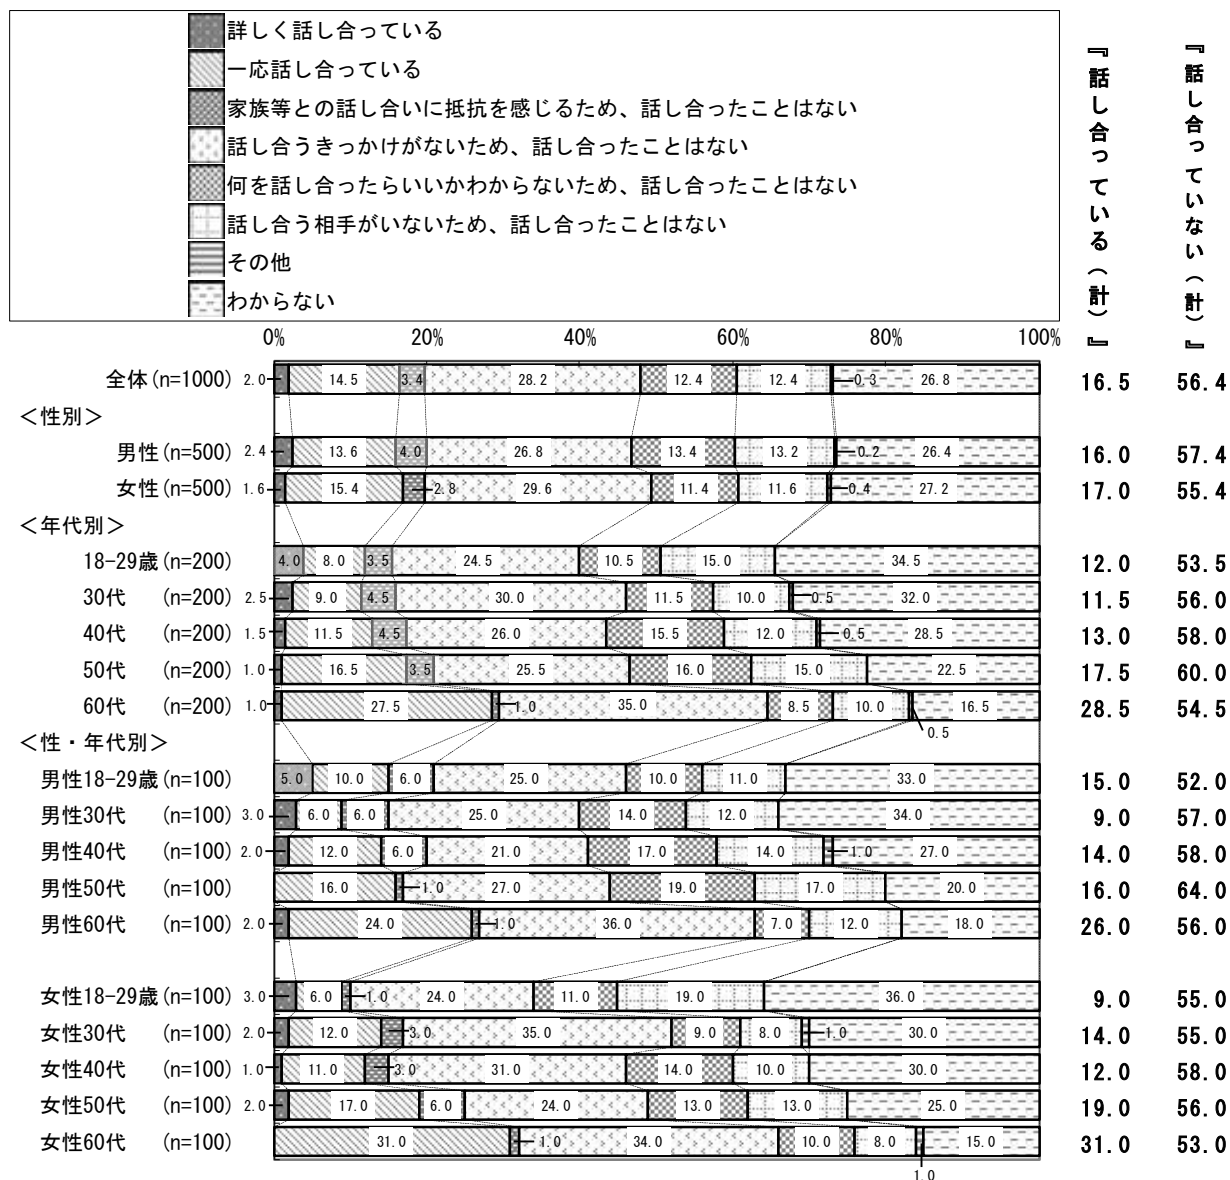 詳しく話し合っている
一応話し合っている
家族等との話し合いに抵抗を感じるため、話し合ったことはない
話し合うきっかけがないため、話し合ったことはない
何を話し合ったらいいかわからないため、話し合ったことはない
話し合う相手がいないため、話し合ったことはない
その他
わからない
『話し合っている（計）』
『話し合っていない（計）』
0% 20% 40% 60% 80% 100%
全体(n=1000) 2.0 14.5 3.4 28.2 12.4 12.4 0.3 26.8 16.5 56.4
＜性別＞
男性(n=500) 2.4 13.6 4.0 26.8 13.4 13.2 0.2 26.4 16.0 57.4
女性(n=500) 1.6 15.4 2.8 29.6 11.4 11.6 0.4 27.2 17.0 55.4
＜年代別＞
18-29歳(n=200) 4.0 8.0 3.5 24.5 10.5 15.0 34.5 12.0 53.5
30代 (n=200) 2.5 9.0 4.5 30.0 11.5 10.0 0.5 32.0 11.5 56.0
40代 (n=200) 1.5 11.5 4.5 26.0 15.5 12.0 0.5 28.5 13.0 58.0
50代 (n=200) 1.0 16.5 3.5 25.5 16.0 15.0 22.5 17.5 60.0
60代 (n=200) 1.0 27.5 1.0 35.0 8.5 10.0 0.5 16.5 28.5 54.5
＜性・年代別＞
男性18-29歳(n=100) 5.0 10.0 6.0 25.0 10.0 11.0 33.0 15.0 52.0
男性30代 (n=100) 3.0 6.0 6.0 25.0 14.0 12.0 34.0 9.0 57.0
男性40代 (n=100) 2.0 12.0 6.0 21.0 17.0 14.0 1.0 27.0 14.0 58.0
男性50代 (n=100) 16.0 1.0 27.0 19.0 17.0 20.0 16.0 64.0
男性60代 (n=100) 2.0 24.0 1.0 36.0 7.0 12.0 18.0 26.0 56.0
女性18-29歳(n=100) 3.0 6.0 1.0 24.0 11.0 19.0 36.0 9.0 55.0
女性30代 (n=100) 2.0 12.0 3.0 35.0 9.0 8.0 1.0 30.0 14.0 55.0
女性40代 (n=100) 1.0 11.0 3.0 31.0 14.0 10.0 30.0 12.0 58.0
女性50代 (n=100) 2.0 17.0 6.0 24.0 13.0 13.0 25.0 19.0 56.0
女性60代 (n=100) 31.0 1.0 34.0 10.0 8.0 1.0 15.0 31.0 53.0